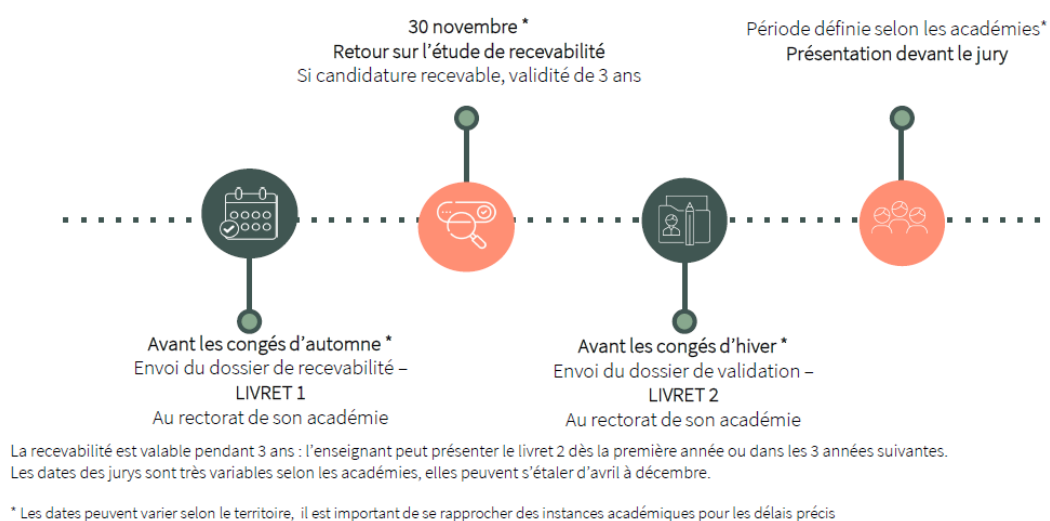 30 novembre *
Retour sur l'étude de recevabilité
Si candidature recevable, validité de 3 ans
Période définie selon les académies*
Présentation devant le jury
Avant les congés d'automne *
Envoi du dossier de recevabilité –
LIVRET 1
Au rectorat de son académie
Avant les congés d'hiver *
Envoi du dossier de validation –
LIVRET 2
Au rectorat de son académie
La recevabilité est valable pendant 3 ans : l'enseignant peut présenter le livret 2 dès la première année ou dans les 3 années suivantes.
Les dates des jurys sont très variables selon les académies, elles peuvent s'étaler d'avril à décembre.
* Les dates peuvent varier selon le territoire, il est important de se rapprocher des instances académiques pour les délais précis